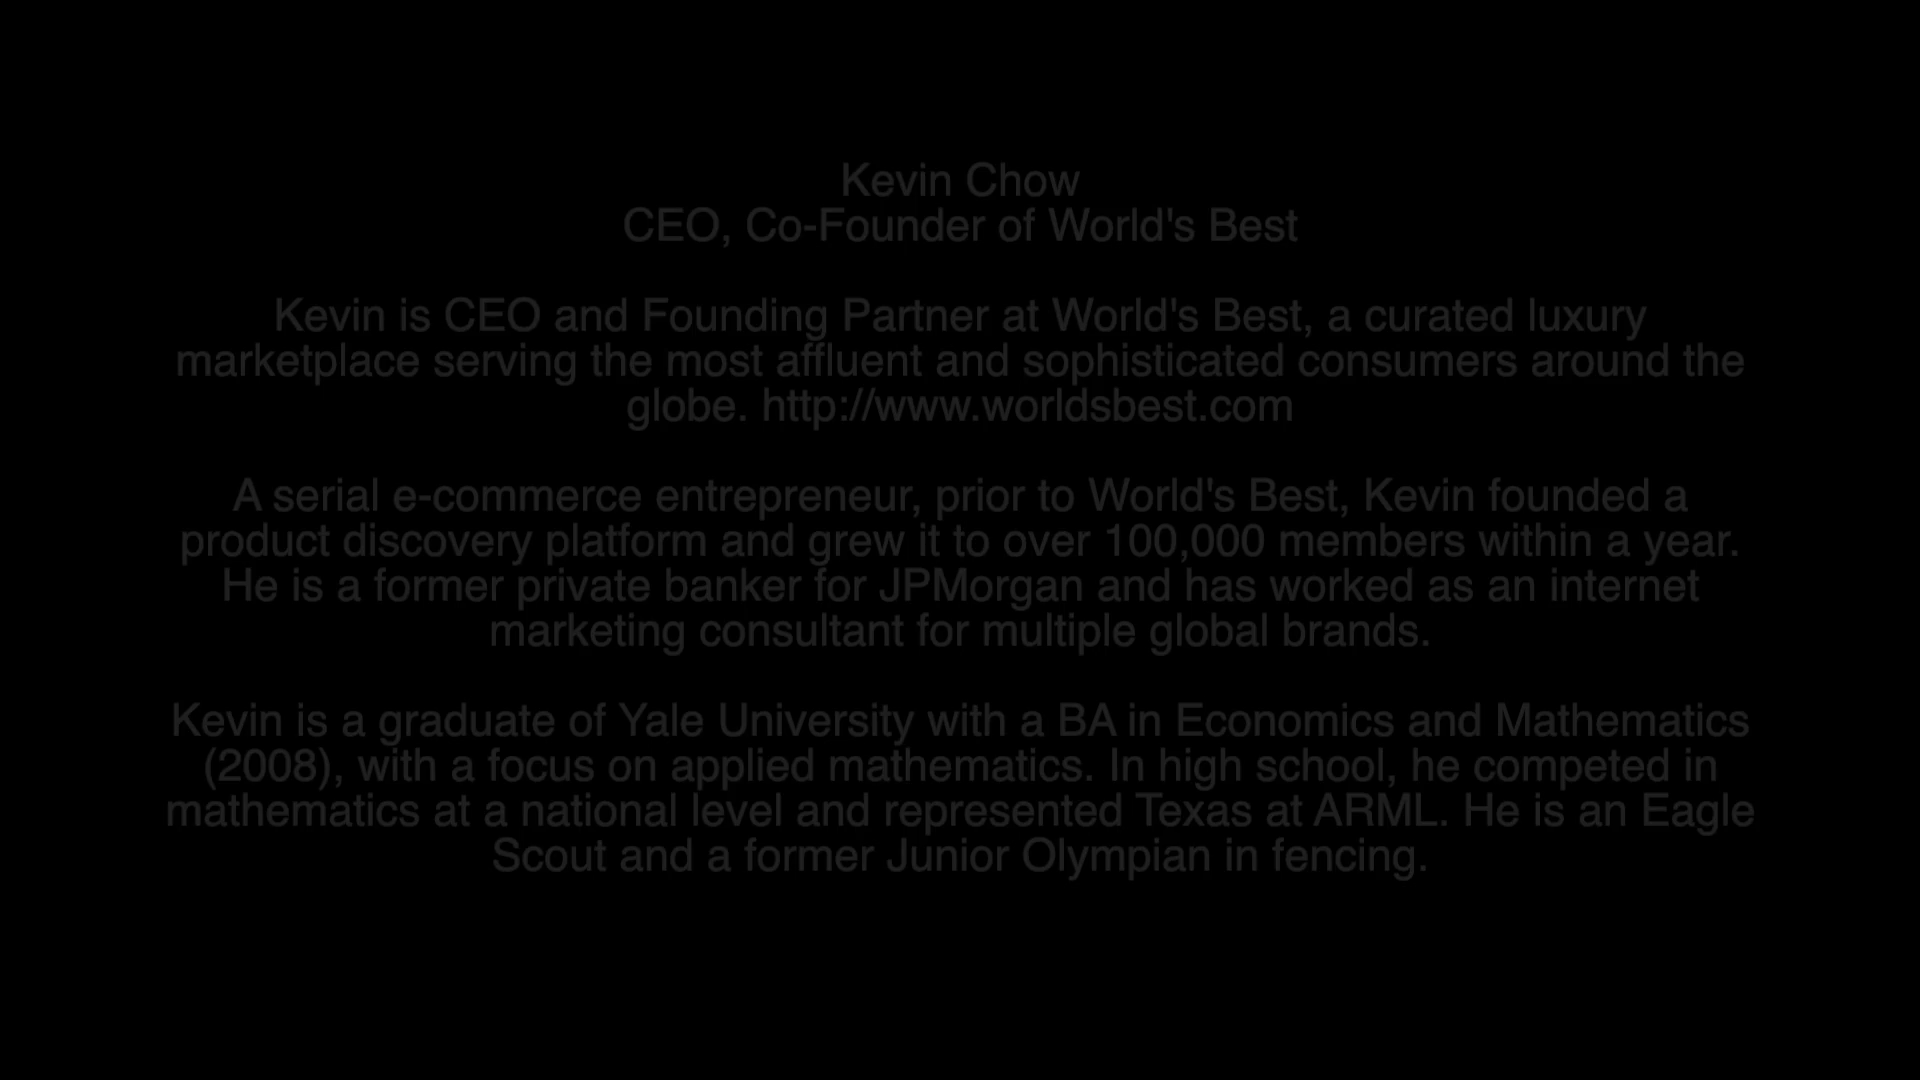 Kevin Chow
CEO, Co-Founder of World's Best
Kevin is CEO and Founding Partner at World's Best, a curated luxury
marketplace serving the most affluent and sophisticated consumers around the
globe. http://www.worldsbest.com
A serial e-commerce entrepreneur, prior to World's Best, Kevin founded a
product discovery platform and grew it to over 100,000 members within a year.
He is a former private banker for JPMorgan and has worked as an internet
marketing consultant for multiple global brands.
Kevin is a graduate of Yale University with a BA in Economics and Mathematics
(2008), with a focus on applied mathematics. In high school, he competed in
mathematics at a national level and represented Texas at ARML. He is an Eagle
Scout and a former Junior Olympian in fencing.